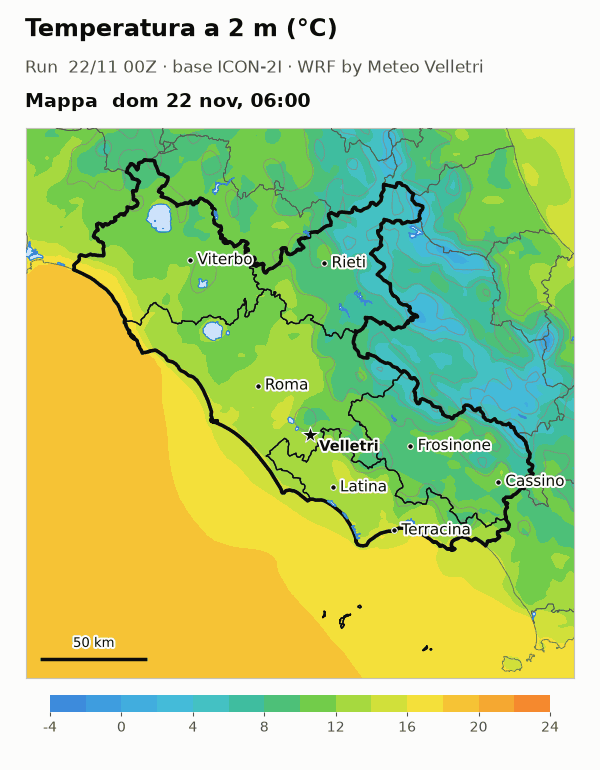 Temperatura a 2 m (°C)
Run  22/11 00Z · base ICON-2I · WRF by Meteo Velletri
Mappa  dom 22 nov, 06:00
Viterbo
Rieti
Roma
Velletri
Frosinone
Cassino
Latina
Terracina
50 km
-4 0 4 8 12 16 20 24